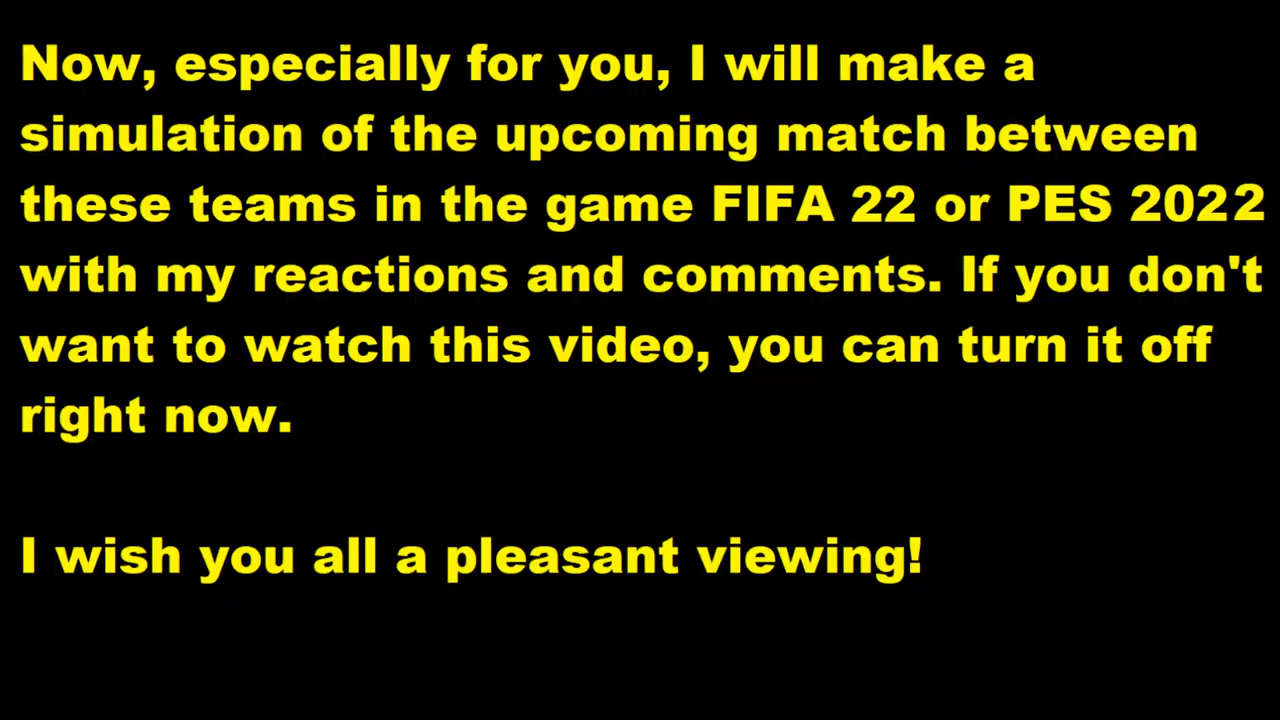 Now, especially for you, I will make a
simulation of the upcoming match between
these teams in the game FIFA 22 or PES 2022
with my reactions and comments. If you don't
want to watch this video, you can turn it off
right now.
I wish you all a pleasant viewing!